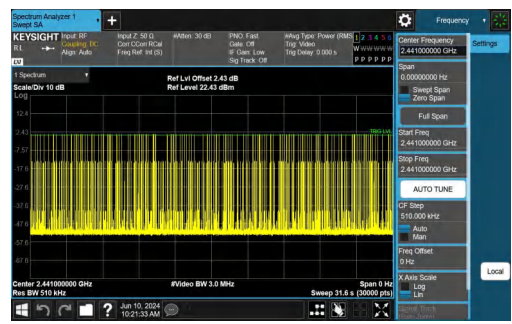 Spectrum Analyzer 1
Swept SA
Frequency
KEYSIGHT Input: RF Input Z: 50 Ω #Atten: 30 dB PNO: Fast #Avg Type: Power (RMS 1 2 3 4 5 6
RL Coupling: DC Corr CCorr RCal Gate: Off Trig: Video W W W W W W
Align: Auto Freq Ref: Int (S) IF Gain: Low Trig Delay: 0.000 s P P P P P P
LXI Sig Track: Off
1 Spectrum
Ref Lvl Offset 2.43 dB
Scale/Div 10 dB Ref Level 22.43 dBm
Log
12.4
2.43
TRIG LVL
-7.57
-17.6
-27.6
-37.6
-47.6
-57.6
-67.6
Center 2.441000000 GHz #Video BW 3.0 MHz Span 0 Hz
Res BW 510 kHz Sweep 31.6 s (30000 pts)
Jun 10, 2024
10:21:33 AM
Center Frequency
2.441000000 GHz
Settings
Span
0.00000000 Hz
Swept Span
Zero Span
Full Span
Start Freq
2.441000000 GHz
Stop Freq
2.441000000 GHz
AUTO TUNE
CF Step
510.000 kHz
Auto
Man
Freq Offset
0 Hz
X Axis Scale
Log
Lin
Local
Signal Track